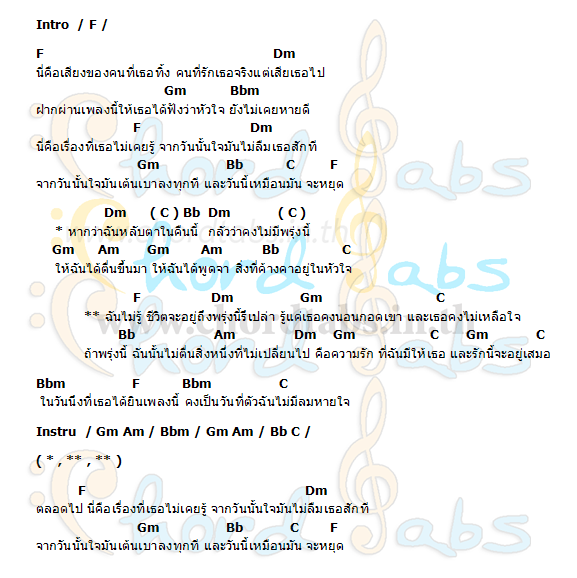 Intro / F /
F Dm
นี่คือเสียงของคนที่เธอทิ้ง คนที่รักเธอจริงแต่เสียเธอไป
Gm Bbm
ฝากผ่านเพลงนี้ให้เธอได้ฟังว่าหัวใจ ยังไม่เคยหายดี
F Dm
นี่คือเรื่องที่เธอไม่เคยรู้ จากวันนั้นใจมันไม่ลืมเธอสักที
Gm Bb C F
จากวันนั้นใจมันเต้นเบาลงทุกที และวันนี้เหมือนมัน จะหยุด
Dm ( C ) Bb Dm ( C )
* หากว่าฉันหลับตาในคืนนี้ กลัวว่าคงไม่มีพรุ่งนี้
Gm Am Gm Am Bb C
ให้ฉันได้ตื่นขึ้นมา ให้ฉันได้พูดจา สิ่งที่ค้างคาอยู่ในหัวใจ
F Dm Gm C
** ฉันไม่รู้ ชีวิตจะอยู่ถึงพรุ่งนี้รึเปล่า รู้แค่เธอคงนอนกอดเขา และเธอคงไม่เหลือใจ
Bb Am Dm Gm C Gm C
ถ้าพรุ่งนี้ ฉันนั้นไม่ตื่นสิ่งหนึ่งที่ไม่เปลี่ยนไป คือความรัก ที่ฉันมีให้เธอ และรักนี้จะอยู่เสมอ
Bbm F Bbm C
ในวันนึงที่เธอได้ยินเพลงนี้ คงเป็นวันที่ตัวฉันไม่มีลมหายใจ
Instru / Gm Am / Bbm / Gm Am / Bb C /
( * , ** , ** )
F Dm
ตลอดไป นี่คือเรื่องที่เธอไม่เคยรู้ จากวันนั้นใจมันไม่ลืมเธอสักที
Gm Bb C F
จากวันนั้นใจมันเต้นเบาลงทุกที และวันนี้เหมือนมัน จะหยุด